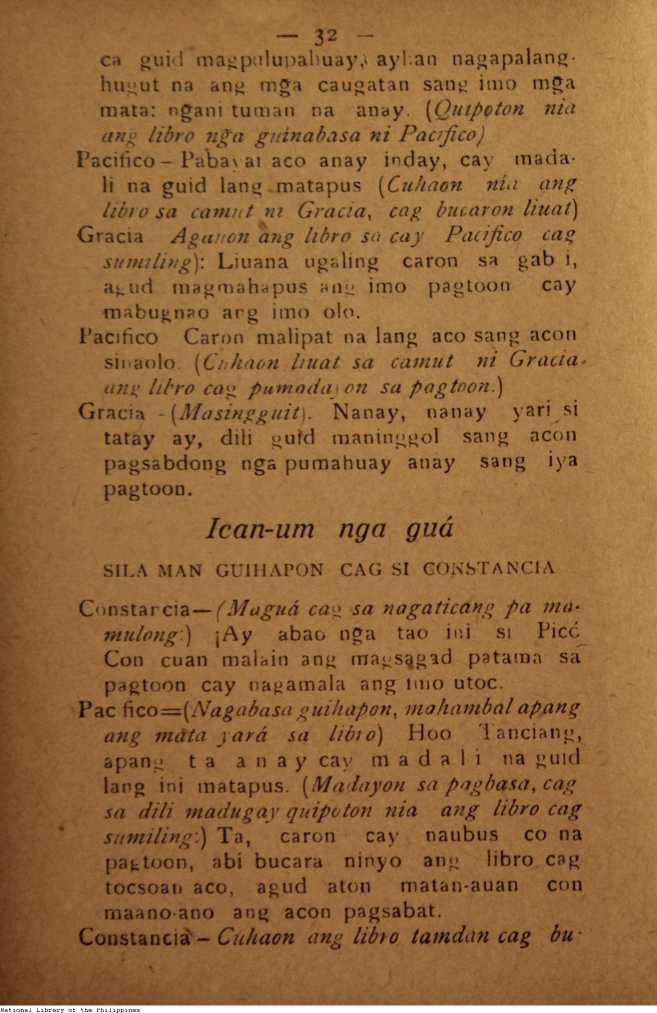 — 32 —
ca guid magpalupahuay, ayhan nagapalang-
hugut na ang mga caugatan sang imo mga
mata: ngani tuman na anay. (Quipoton nia
ang libro nga guinabasa ni Pacifico)
Pacifico – Pabayai aco anay inday, cay mada-
li na guid lang matapus (Cuhaon nia ang
libro sa camut ni Gracia, cag bucaron liuat)
Gracia Agauon ang libro sa cay Pacifico cag
sumiling): Liuana ugaling caron sa gab i,
agud magmahapus ang imo pagtoon cay
mabugnao ang imo olo.
Pacifico Caron malipat na lang aco sang acon
sinaolo. (Cuhaon liuat sa camut ni Gracia
ang libro cag pumadayon sa pagtoon.)
Gracia - (Masingguit). Nanay, nanay yari si
tatay ay, dili guid maninggol sang acon
pagsabdong nga pumahuay anay sang iya
pagtoon.
Ican-um nga guá
SILA MAN GUIHAPON CAG SI CONSTANCIA
Constancia—(Maguá cag sa nagaticang pa ma-
mulong:) ¡Ay abao nga tao ini si Picó
Con cuan malain ang magsagad patama sa
pagtoon cay nagamala ang imo utoc.
Pac fico=(Nagabasa guihapon, mahambal apang
ang mata yará sa libro) Hoo Tanciang,
apang ta anay cay madali na guid
lang ini matapus. (Madayon sa pagbasa, cag
sa dili madugay quipoton nia ang libro cag
sumiling:) Ta, caron cay naubus co na
pagtoon, abi bucara ninyo ang libro cag
tocsoan aco, agud aton matan-auan con
maano-ano ang acon pagsabat.
Constancia – Cuhaon ang libro tamdan cag bu-
National Library of the Philippines